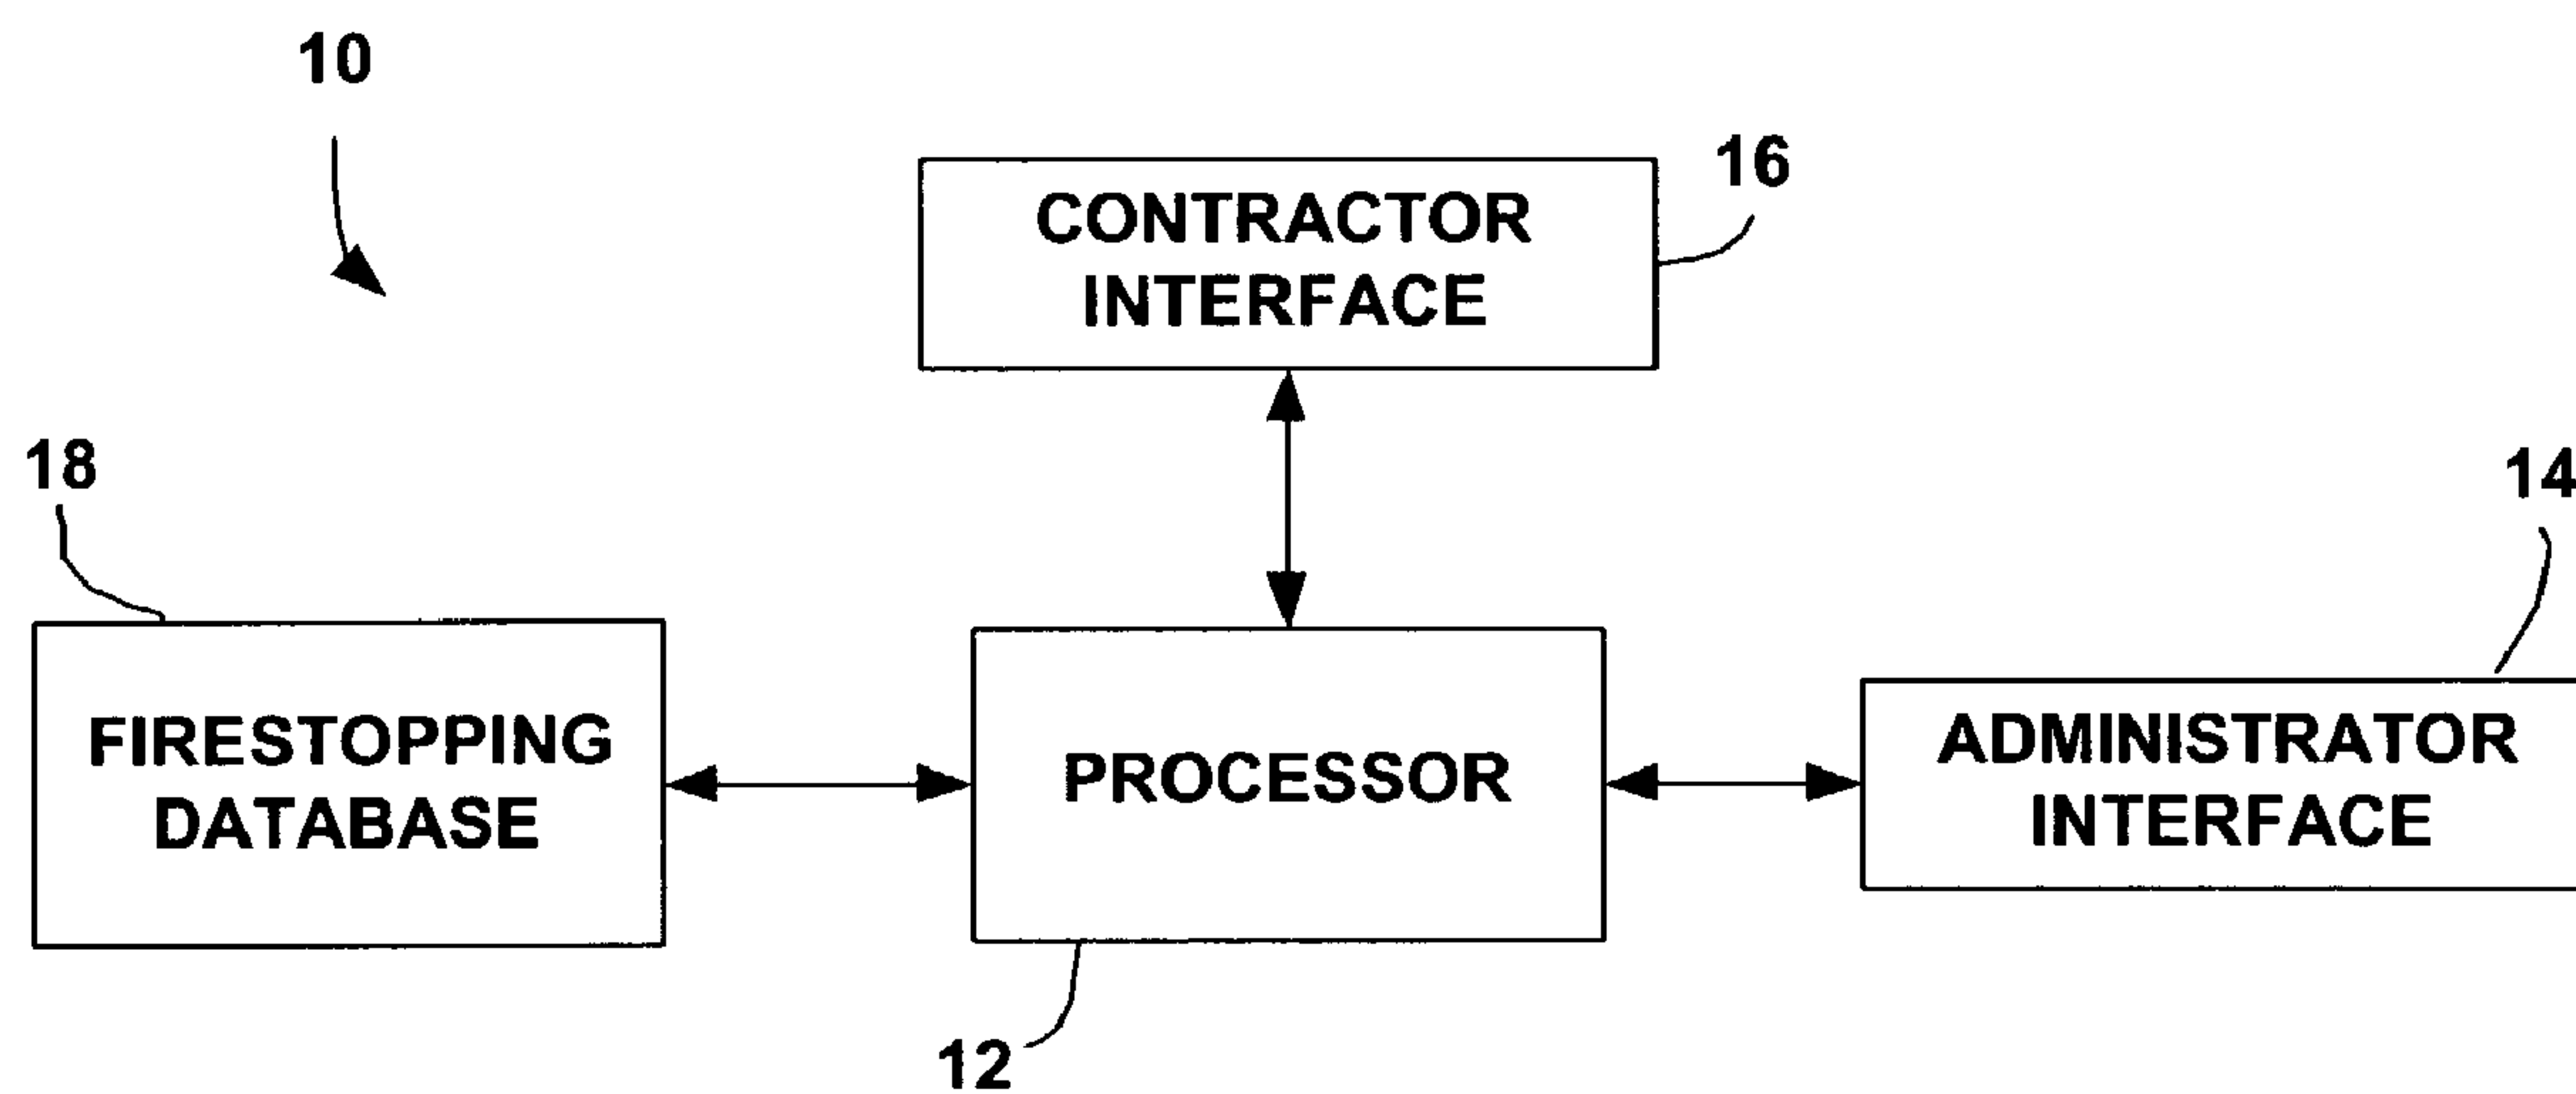 10
CONTRACTOR
INTERFACE
16
18
14
FIRESTOPPING
DATABASE
PROCESSOR
ADMINISTRATOR
INTERFACE
12